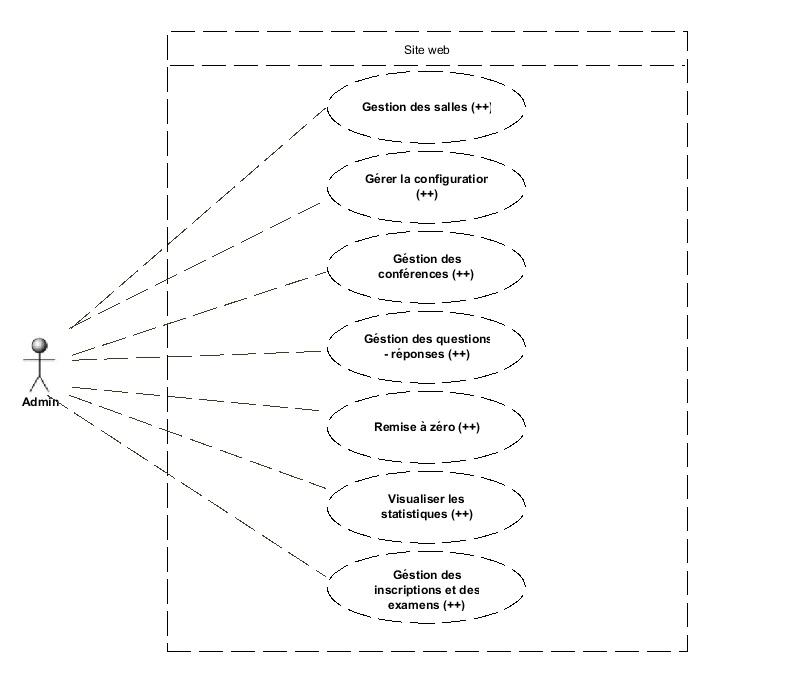 Site web
Gestion des salles (++)
Gérer la configuration
(++)
Géstion des
conférences (++)
Géstion des questions
- réponses (++)
Admin
Remise à zéro (++)
Visualiser les
statistiques (++)
Géstion des
inscriptions et des
examens (++)